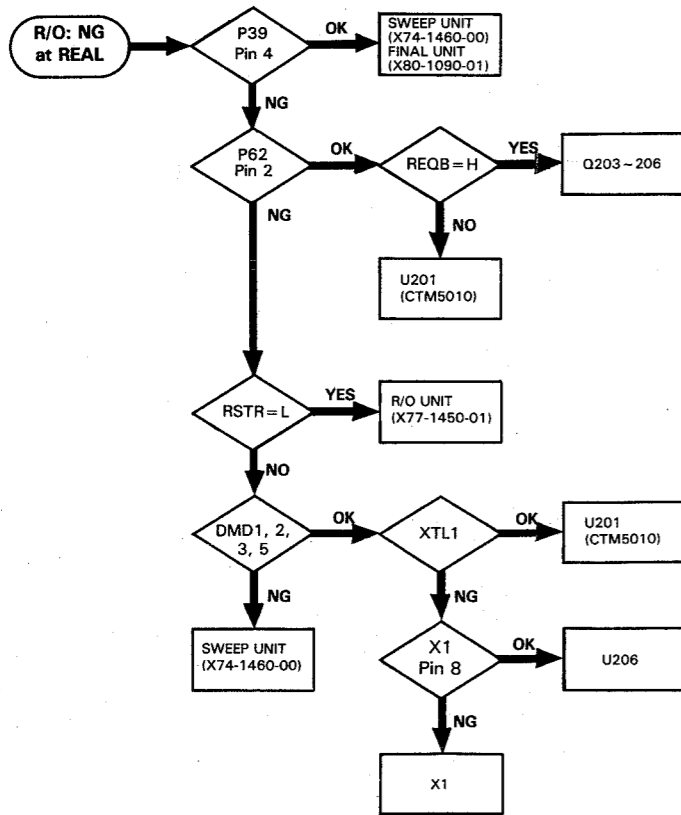 R/O: NG
at REAL
P39
Pin 4
OK
SWEEP UNIT
(X74-1460-00)
FINAL UNIT
(X80-1090-01)
NG
P62
Pin 2
OK
REQB=H
YES
Q203~206
NG
NO
U201
(CTM5010)
RSTR=L
YES
R/O UNIT
(X77-1450-01)
NO
DMD1, 2,
3, 5
OK
XTL1
OK
U201
(CTM5010)
NG
NG
SWEEP UNIT
(X74-1460-00)
X1
Pin 8
OK
U206
NG
X1